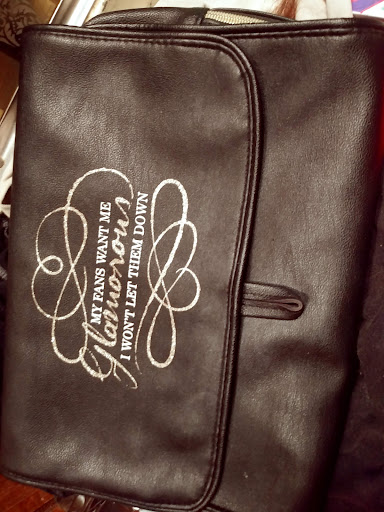 MY FANS WANT ME
Glamorous
I WON'T LET THEM DOWN